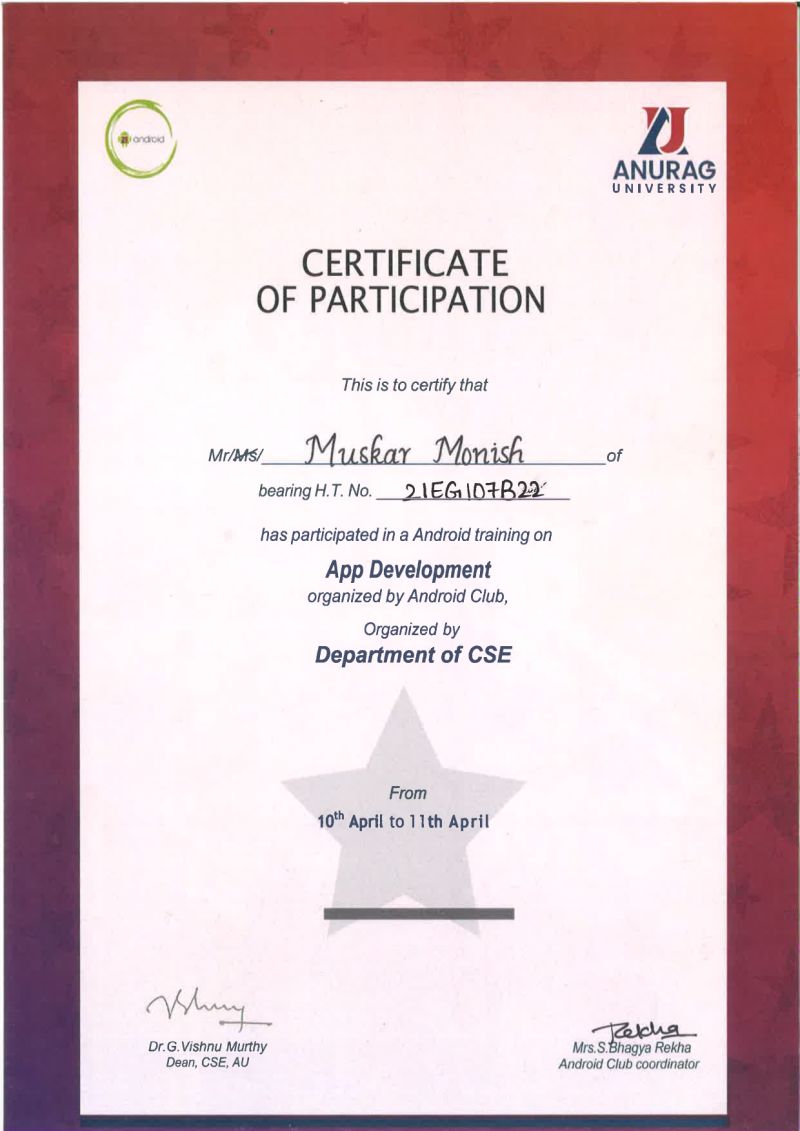 android
ANURAG
UNIVERSITY
CERTIFICATE
OF PARTICIPATION
This is to certify that
Mr/Ms/ Muskar Monish of
bearing H.T. No. 21EG107B22
has participated in a Android training on
App Development
organized by Android Club,
Organized by
Department of CSE
From
10th April to 11th April
Rekha
Dr.G.Vishnu Murthy
Dean, CSE, AU
Mrs.S.Bhagya Rekha
Android Club coordinator